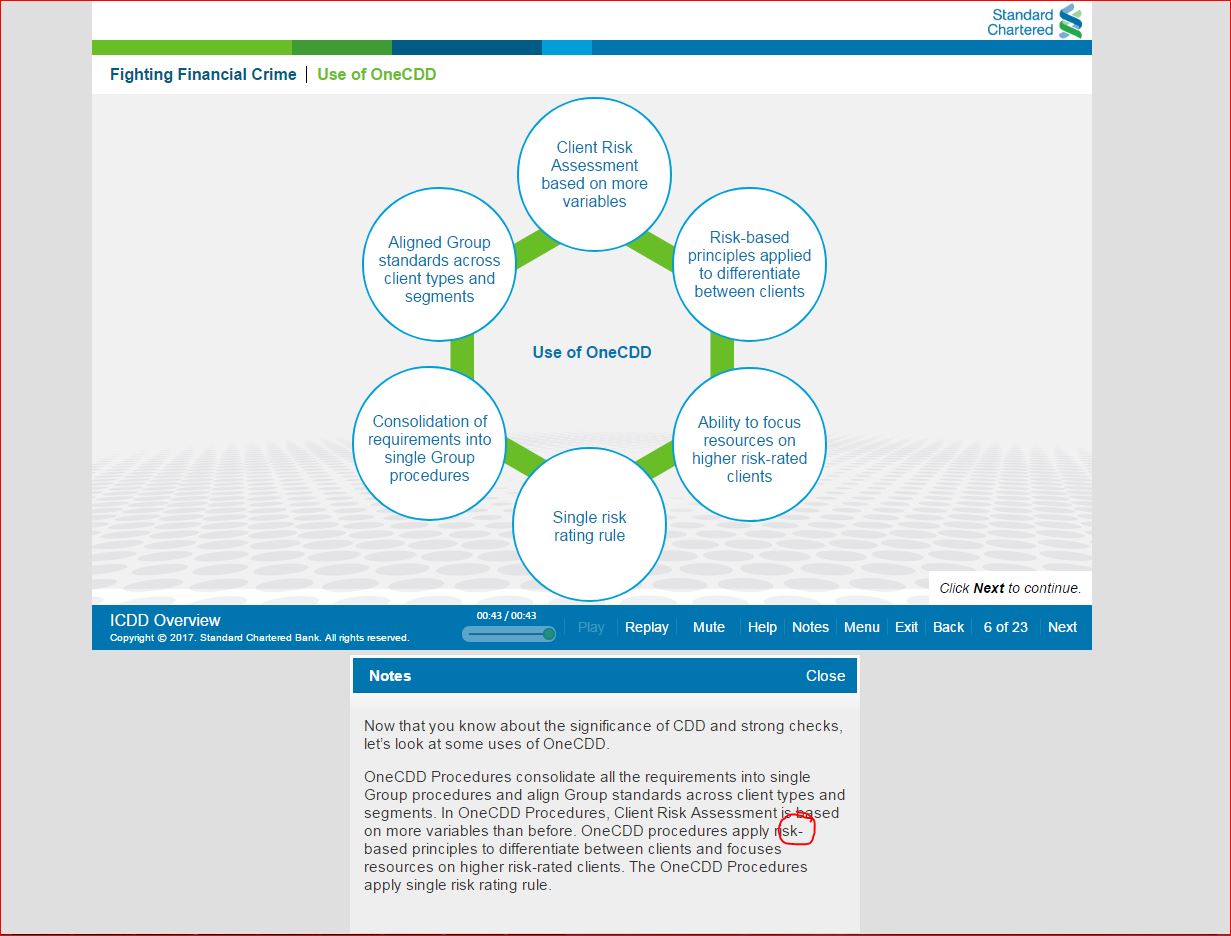 Standard
Chartered
Fighting Financial Crime | Use of OneCDD
Client Risk
Assessment
based on more
variables
Risk-based
principles applied
to differentiate
between clients
Ability to focus
resources on
higher risk-rated
clients
Single risk
rating rule
Consolidation of
requirements into
single Group
procedures
Aligned Group
standards across
client types and
segments
Use of OneCDD
Click Next to continue.
ICDD Overview
Copyright © 2017. Standard Chartered Bank. All rights reserved.
00:43 / 00:43
Play Replay Mute Help Notes Menu Exit Back 6 of 23 Next
Notes Close
Now that you know about the significance of CDD and strong checks,
let’s look at some uses of OneCDD.
OneCDD Procedures consolidate all the requirements into single
Group procedures and align Group standards across client types and
segments. In OneCDD Procedures, Client Risk Assessment is based
on more variables than before. OneCDD procedures apply risk-
based principles to differentiate between clients and focuses
resources on higher risk-rated clients. The OneCDD Procedures
apply single risk rating rule.